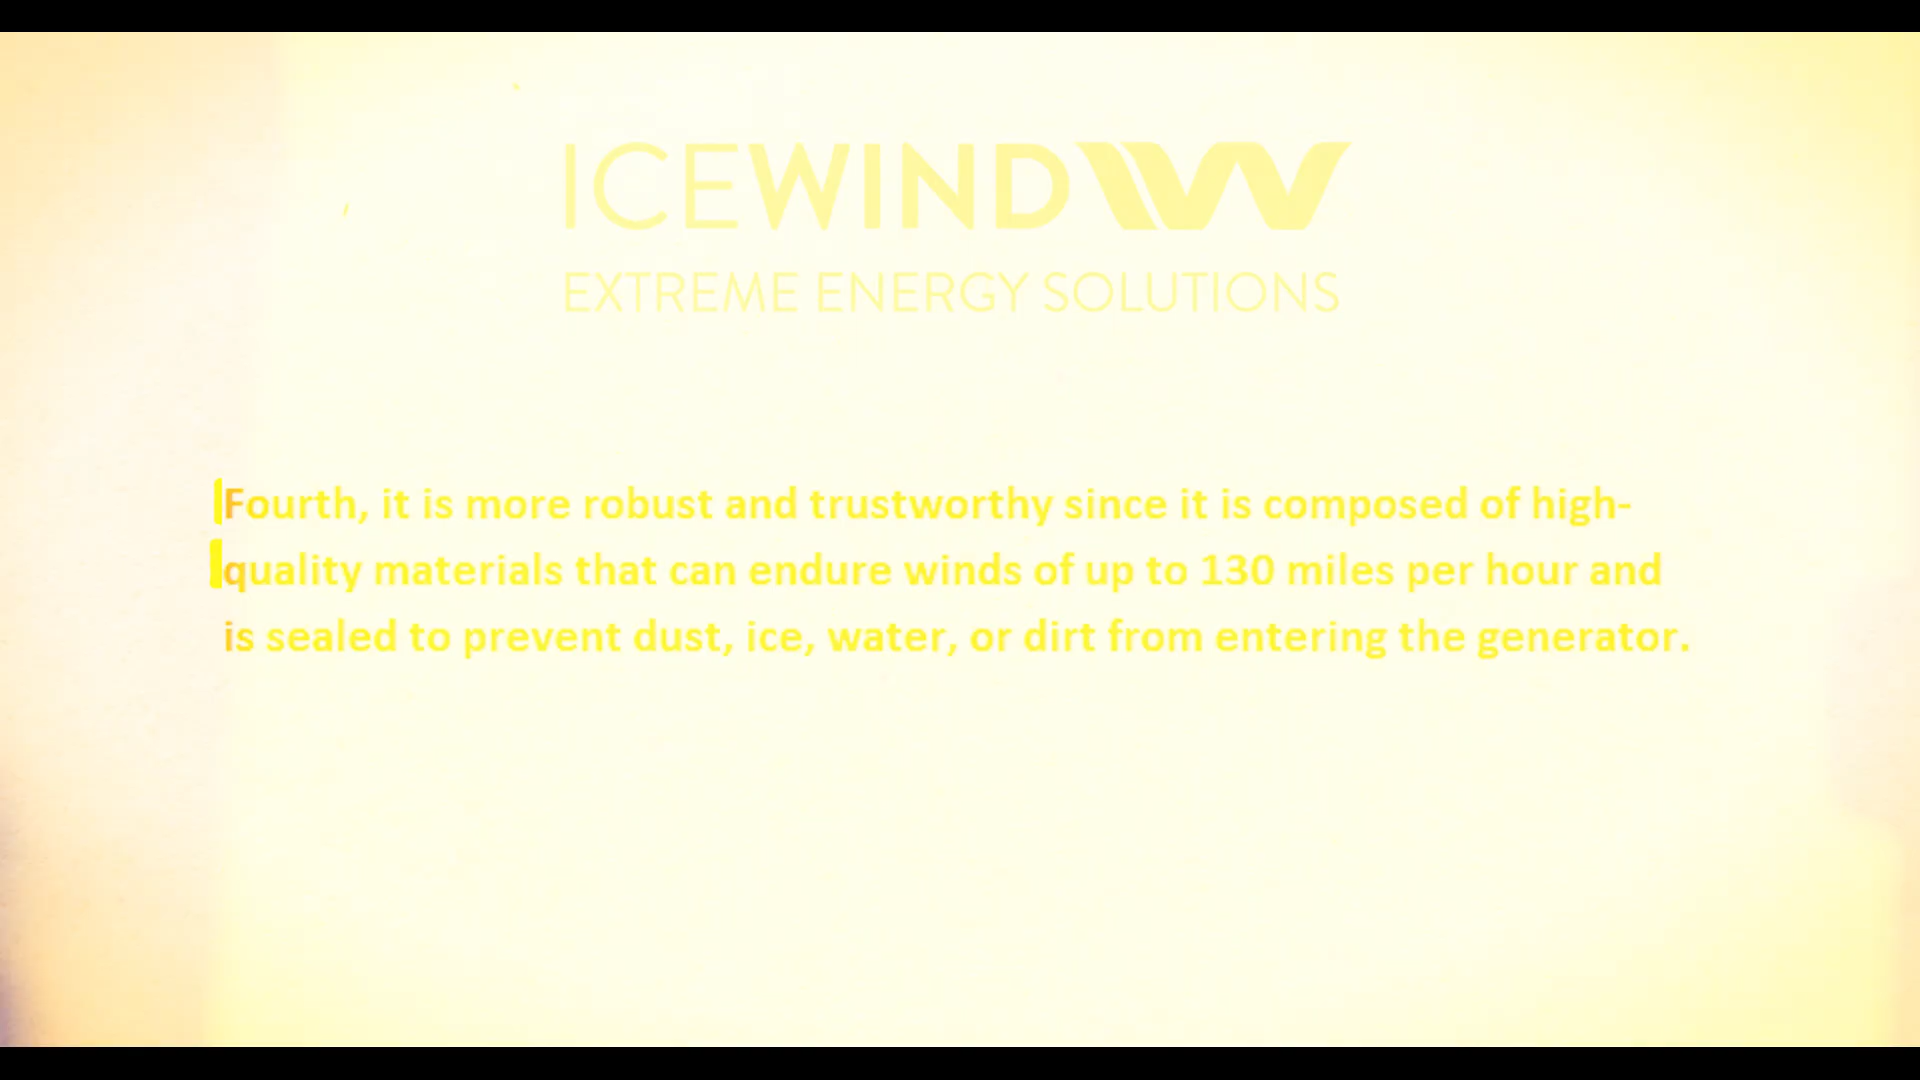 ICEWIND
EXTREME ENERGY SOLUTIONS
Fourth, it is more robust and trustworthy since it is composed of high-
quality materials that can endure winds of up to 130 miles per hour and
is sealed to prevent dust, ice, water, or dirt from entering the generator.